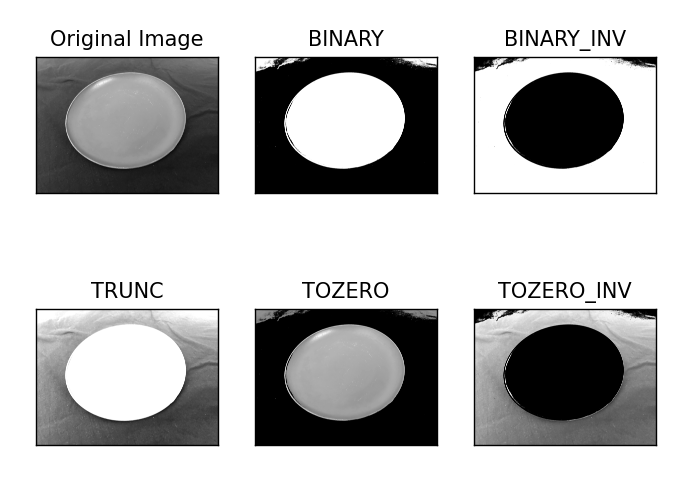 Original Image
BINARY
BINARY_INV
TRUNC
TOZERO
TOZERO_INV